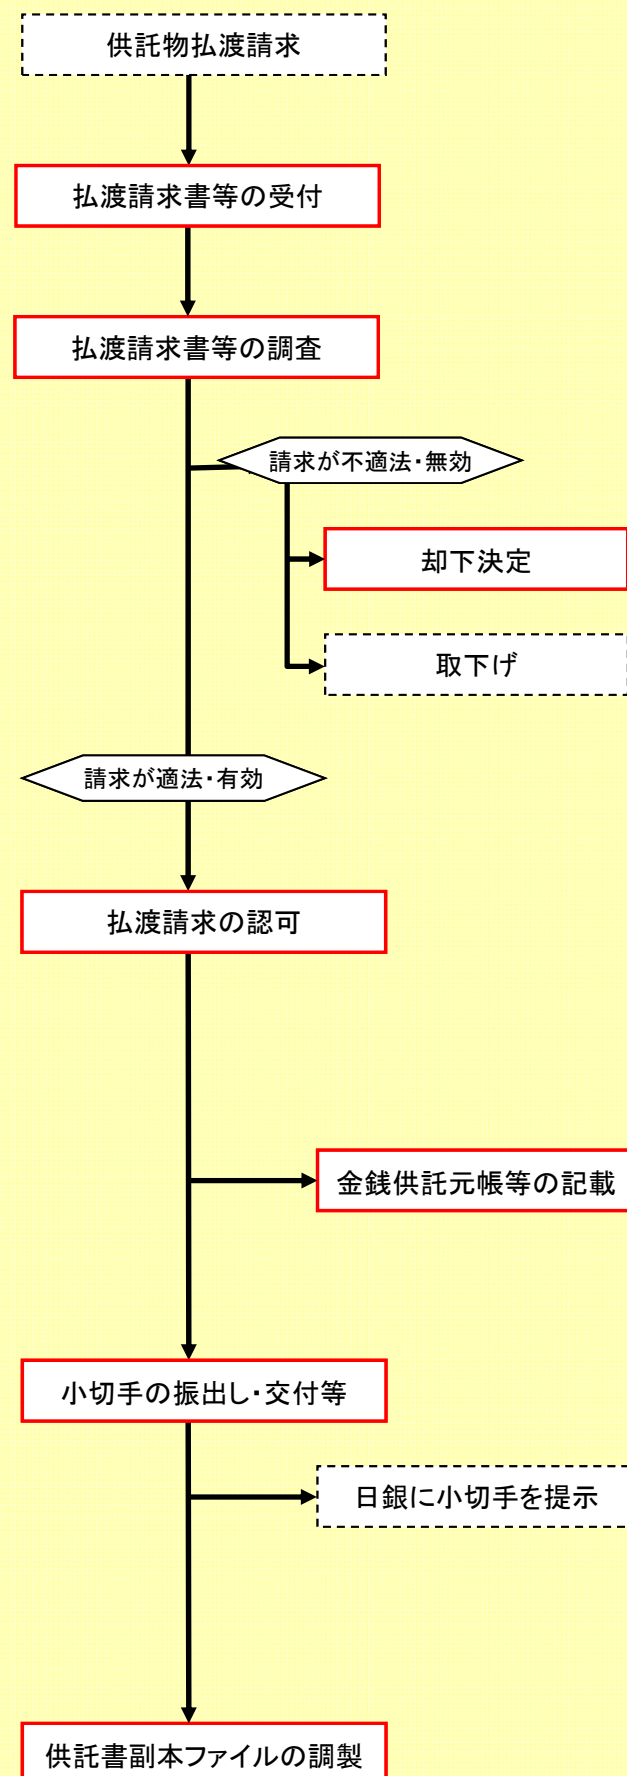 供託物払渡請求
払渡請求書等の受付
払渡請求書等の調査
請求が不適法・無効
却下決定
取下げ
請求が適法・有効
払渡請求の認可
金銭供託元帳等の記載
小切手の振出し・交付等
日銀に小切手を提示
供託書副本ファイルの調製